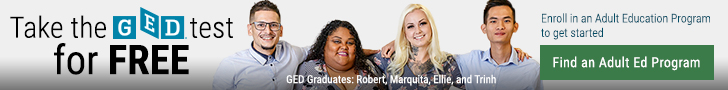 Take the GED test
for FREE
GED Graduates: Robert, Marquita, Ellie, and Trinh
Enroll in an Adult Education Program
to get started
Find an Adult Ed Program